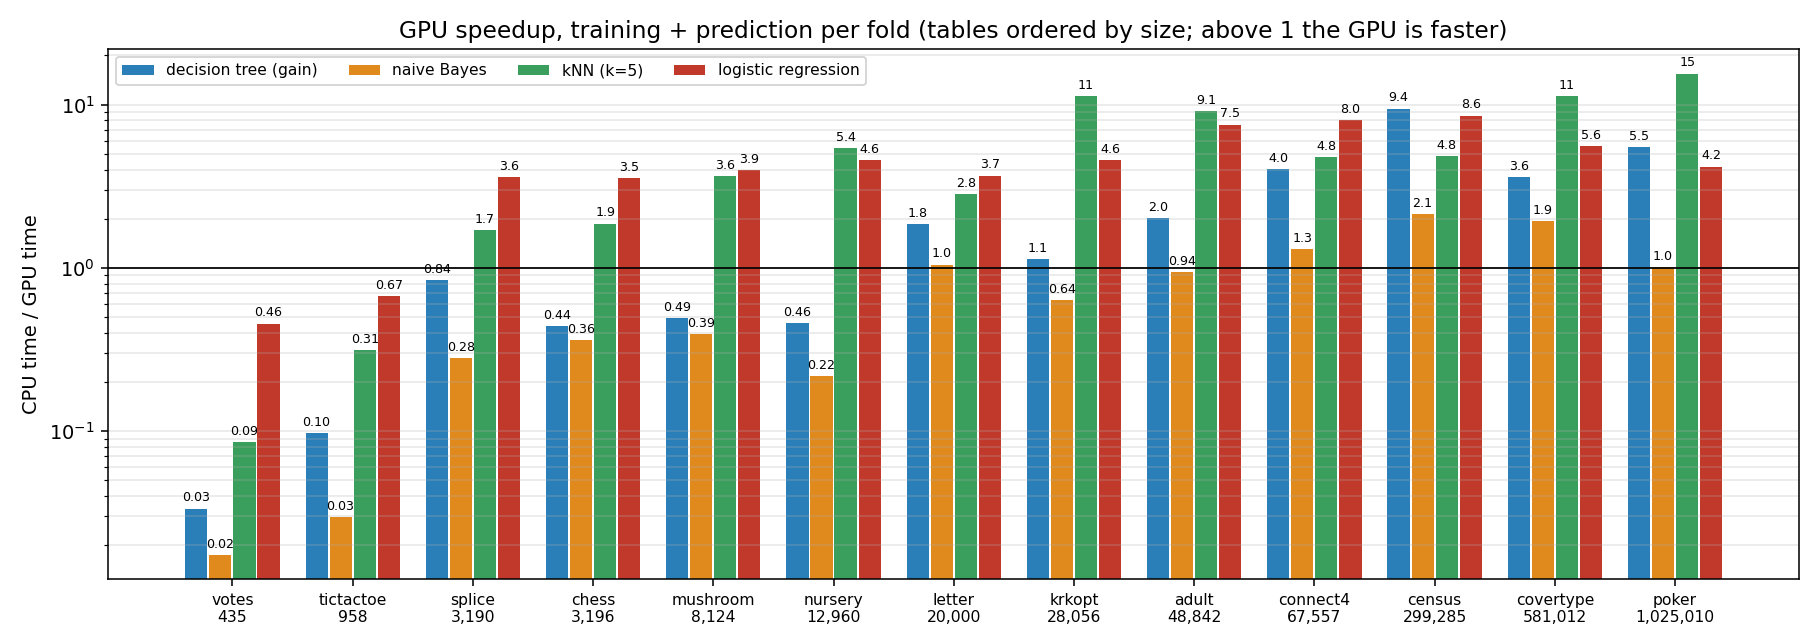 GPU speedup, training + prediction per fold (tables ordered by size; above 1 the GPU is faster)
decision tree (gain) naive Bayes kNN (k=5) logistic regression
CPU time / GPU time
10¹
10⁰
10⁻¹
0.03 0.02 0.09 0.46
0.10 0.03 0.31 0.67
0.84 0.28 1.7 3.6
0.44 0.36 1.9 3.5
0.49 0.39 3.6 3.9
0.46 0.22 5.4 4.6
1.8 1.0 2.8 3.7
1.1 0.64 11 4.6
2.0 0.94 9.1 7.5
4.0 1.3 4.8 8.0
9.4 2.1 4.8 8.6
3.6 1.9 11 5.6
5.5 1.0 15 4.2
votes tictactoe splice chess mushroom nursery letter krkopt adult connect4 census covertype poker
435 958 3,190 3,196 8,124 12,960 20,000 28,056 48,842 67,557 299,285 581,012 1,025,010